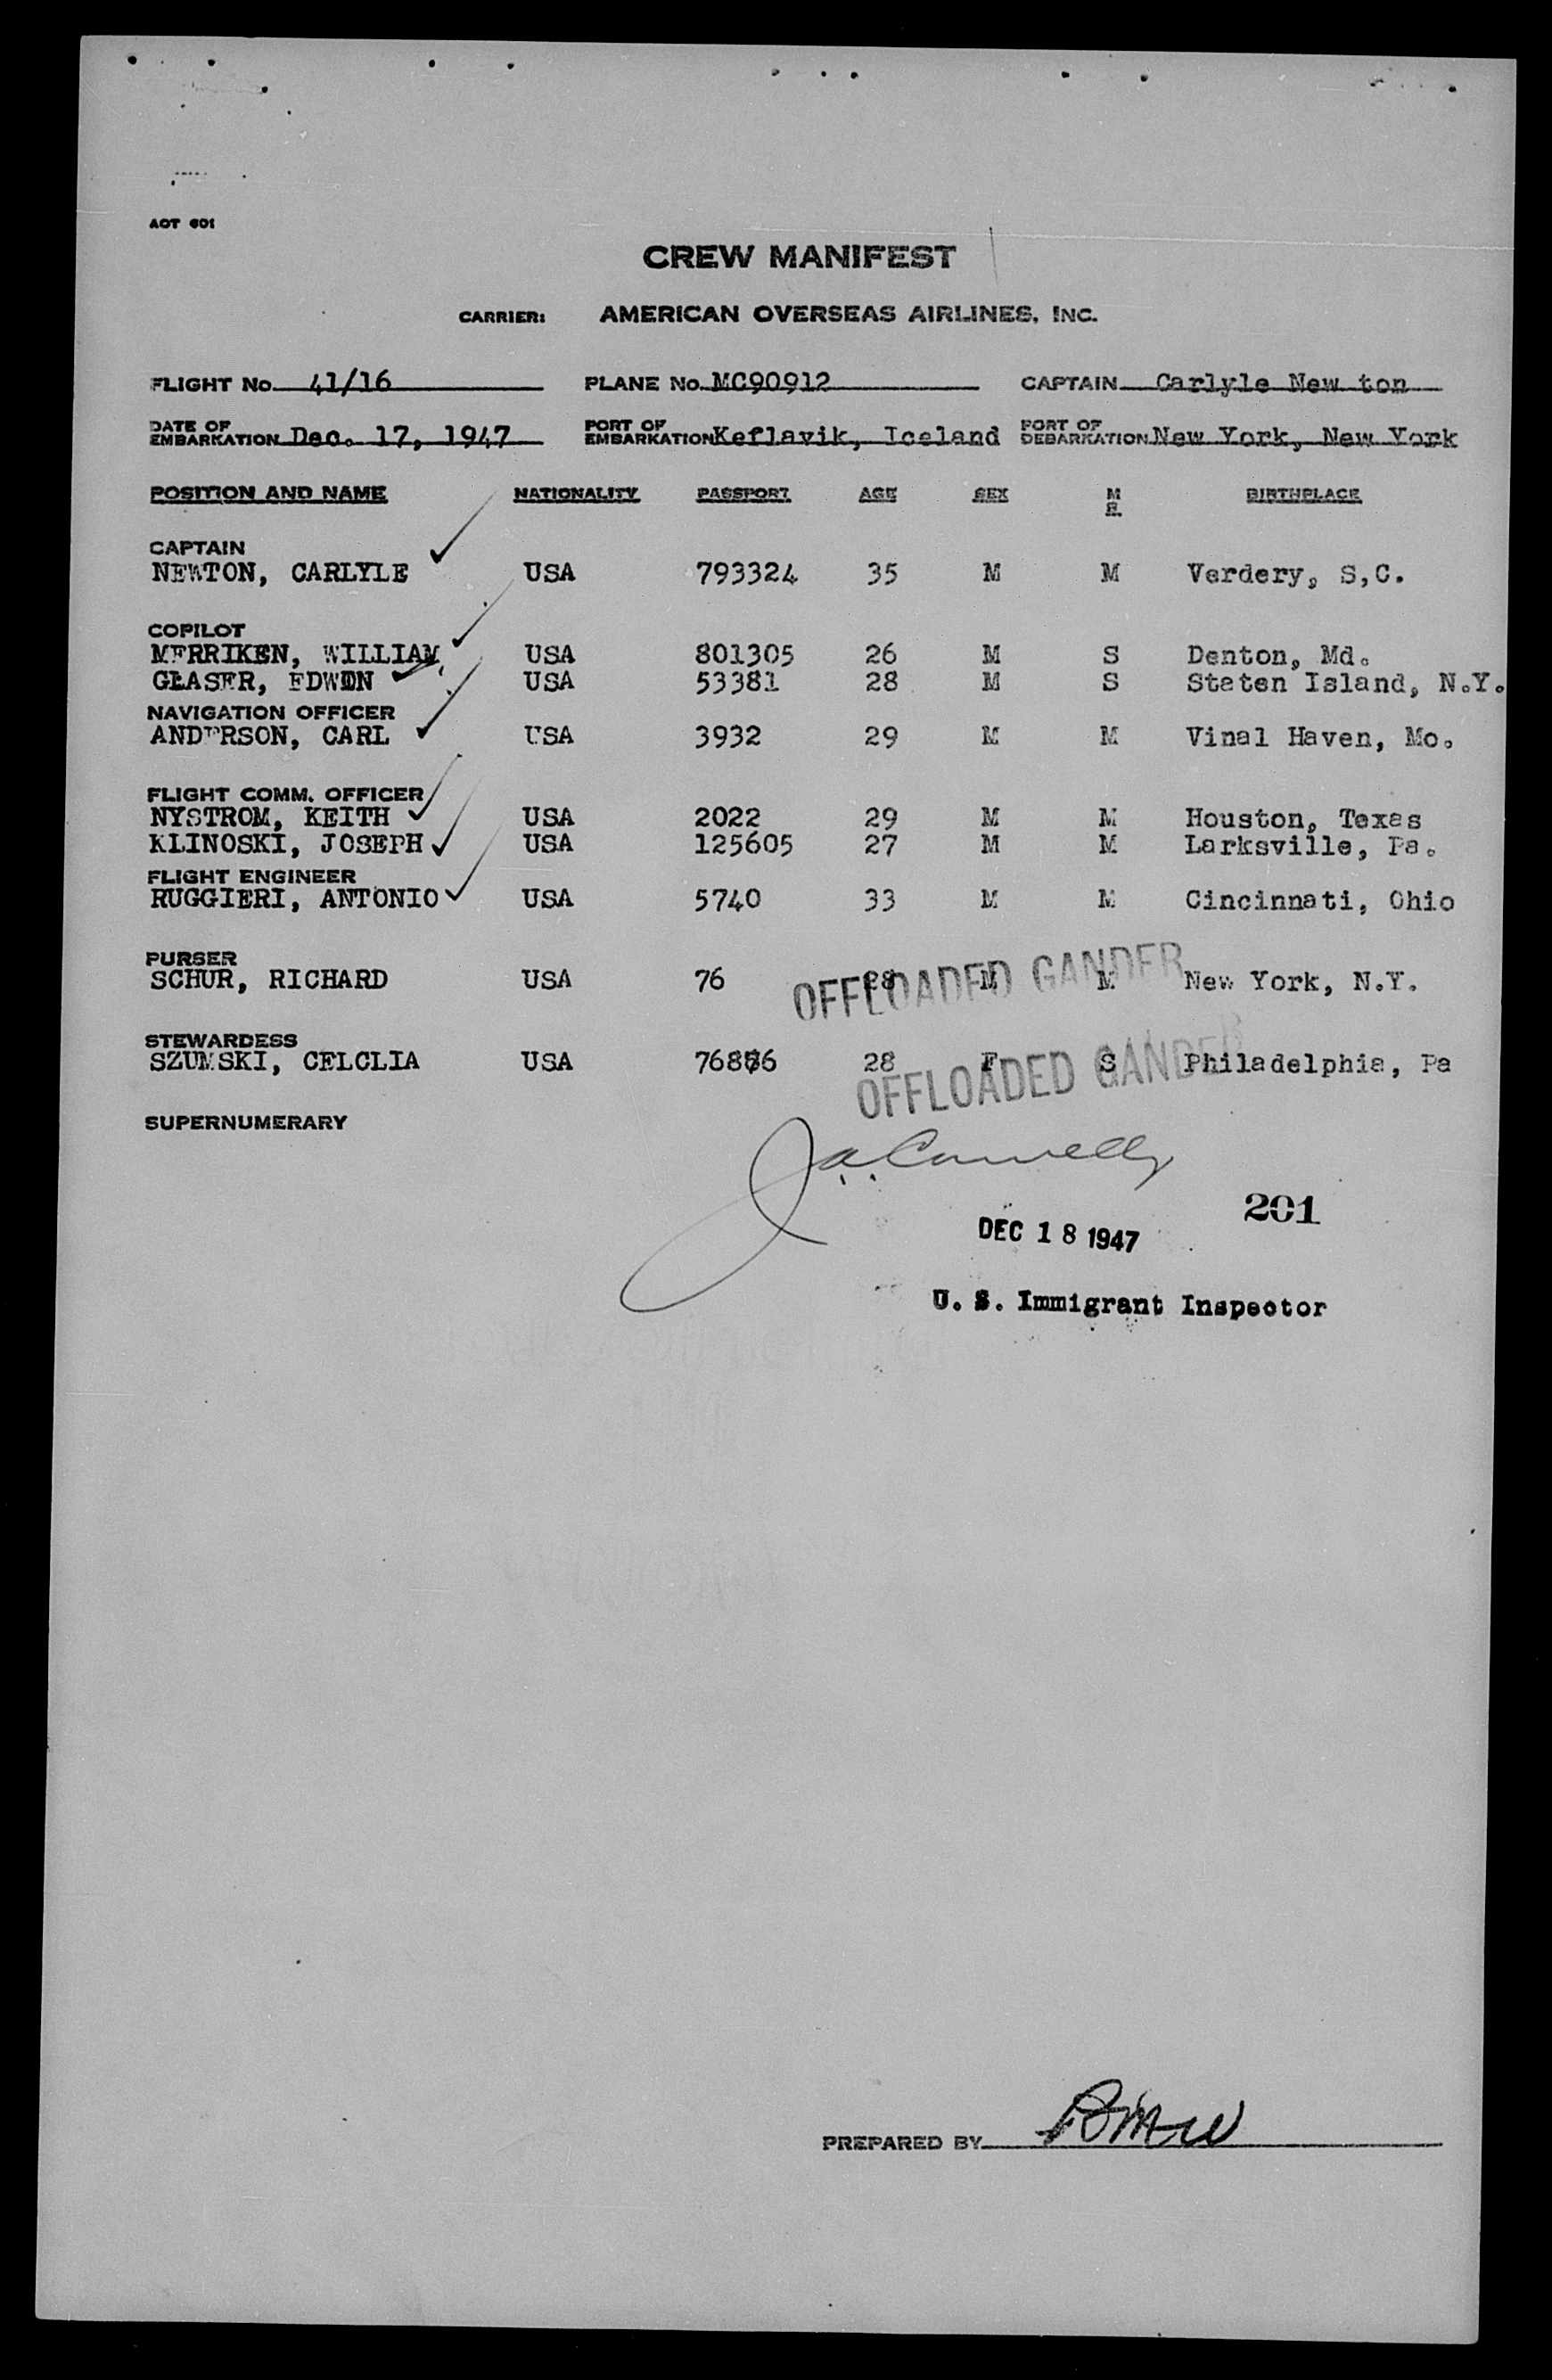 AOT 601
CREW MANIFEST
CARRIER: AMERICAN OVERSEAS AIRLINES, INC.
FLIGHT No. 41/16 PLANE No. MC90912 CAPTAIN Carlyle New ton
DATE OF EMBARKATION Dec. 17, 1947 PORT OF EMBARKATION Keflavik, Iceland PORT OF DEBARKATION New York, New York
POSITION AND NAME NATIONALITY PASSPORT AGE SEX M S. BIRTHPLACE
CAPTAIN
NEWTON, CARLYLE USA 793324 35 M M Verdery, S,C.
COPILOT
MERRIKEN, WILLIAM USA 801305 26 M S Denton, Md.
GLASER, EDWIN USA 53381 28 M S Staten Island, N.Y.
NAVIGATION OFFICER
ANDERSON, CARL USA 3932 29 M M Vinal Haven, Mo.
FLIGHT COMM. OFFICER
NYSTROM, KEITH USA 2022 29 M M Houston, Texas
KLINOSKI, JOSEPH USA 125605 27 M M Larksville, Pa.
FLIGHT ENGINEER
RUGGIERI, ANTONIO USA 5740 33 M M Cincinnati, Ohio
PURSER
SCHUR, RICHARD USA 76 28 M M New York, N.Y.
OFFLOADED GANDER
STEWARDESS
SZUMSKI, CELCLIA USA 28 F S Philadelphia, Pa
OFFLOADED GANDER
SUPERNUMERARY
201
DEC 18 1947
U. S. Immigrant Inspector
PREPARED BY